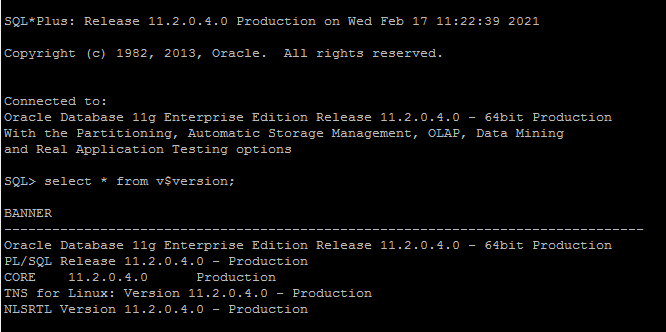 SQL*Plus: Release 11.2.0.4.0 Production on Wed Feb 17 11:22:39 2021
Copyright (c) 1982, 2013, Oracle.  All rights reserved.
Connected to:
Oracle Database 11g Enterprise Edition Release 11.2.0.4.0 - 64bit Production
With the Partitioning, Automatic Storage Management, OLAP, Data Mining
and Real Application Testing options
SQL> select * from v$version;
BANNER
--------------------------------------------------------------------------------
Oracle Database 11g Enterprise Edition Release 11.2.0.4.0 - 64bit Production
PL/SQL Release 11.2.0.4.0 - Production
CORE    11.2.0.4.0      Production
TNS for Linux: Version 11.2.0.4.0 - Production
NLSRTL Version 11.2.0.4.0 - Production